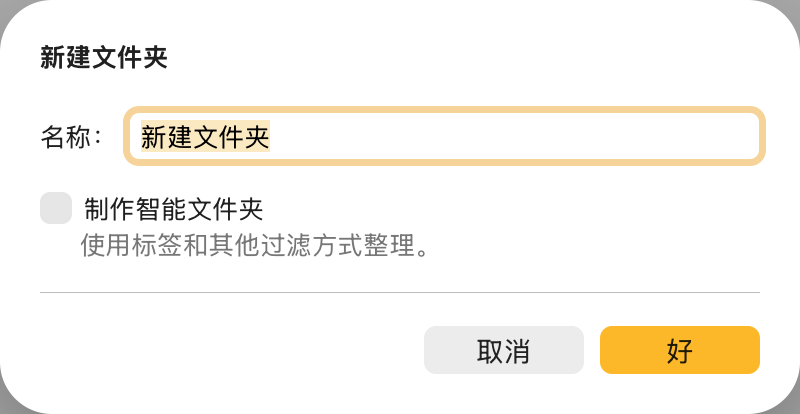 新建文件夹
名称：
新建文件夹
制作智能文件夹
使用标签和其他过滤方式整理。
取消
好